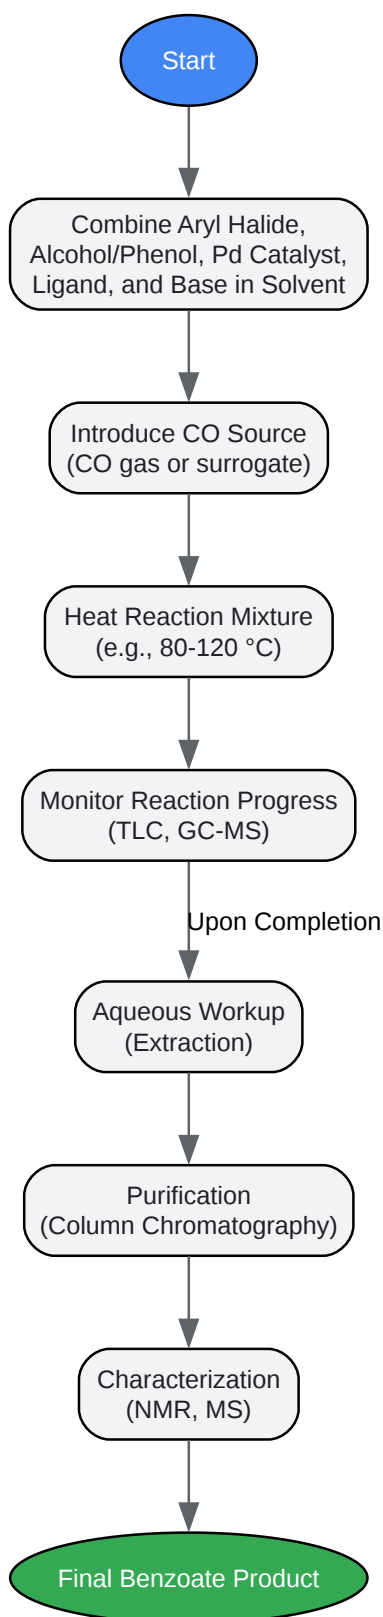 Start
Combine Aryl Halide,
Alcohol/Phenol, Pd Catalyst,
Ligand, and Base in Solvent
Introduce CO Source
(CO gas or surrogate)
Heat Reaction Mixture
(e.g., 80-120 °C)
Monitor Reaction Progress
(TLC, GC-MS)
Upon Completion
Aqueous Workup
(Extraction)
Purification
(Column Chromatography)
Characterization
(NMR, MS)
Final Benzoate Product